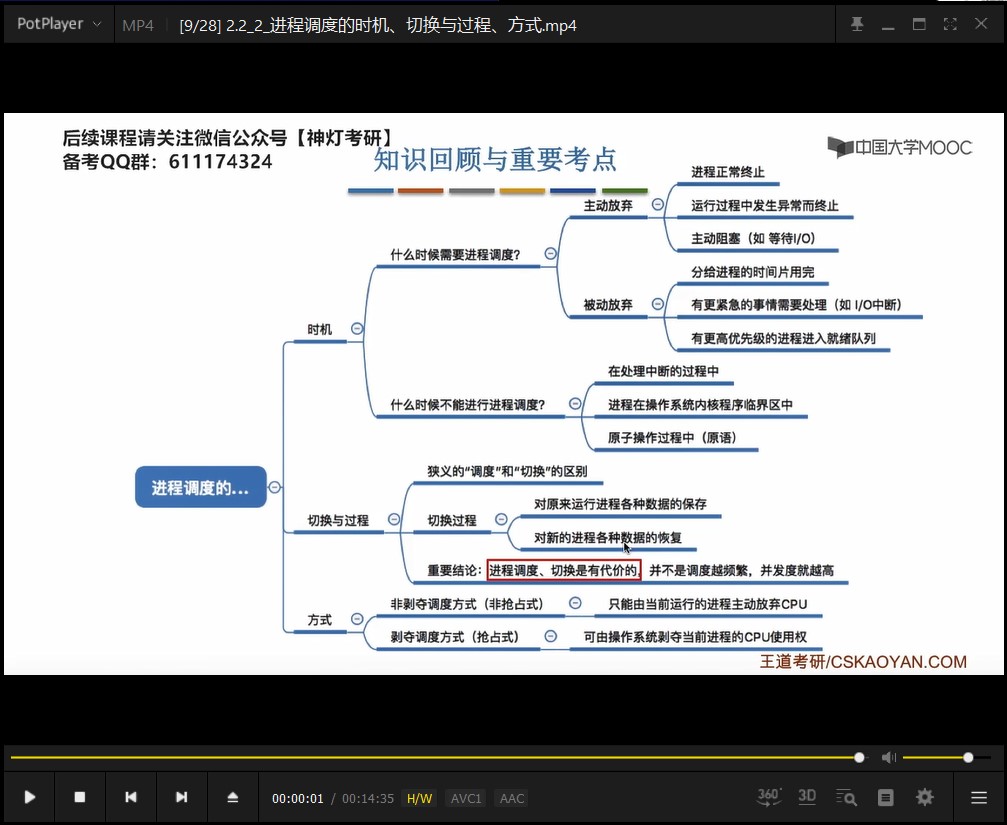 PotPlayer
MP4
[9/28] 2.2_2_进程调度的时机、切换与过程、方式.mp4
后续课程请关注微信公众号【神灯考研】
备考QQ群：611174324
知识回顾与重要考点
中国大学MOOC
进程调度的...
时机
什么时候需要进程调度？
主动放弃
进程正常终止
运行过程中发生异常而终止
主动阻塞（如 等待I/O）
被动放弃
分给进程的时间片用完
有更紧急的事情需要处理（如 I/O中断）
有更高优先级的进程进入就绪队列
什么时候不能进行进程调度？
在处理中断的过程中
进程在操作系统内核程序临界区中
原子操作过程中（原语）
切换与过程
狭义的“调度”和“切换”的区别
切换过程
对原来运行进程各种数据的保存
对新的进程各种数据的恢复
重要结论：进程调度、切换是有代价的，并不是调度越频繁，并发度就越高
方式
非剥夺调度方式（非抢占式）
只能由当前运行的进程主动放弃CPU
剥夺调度方式（抢占式）
可由操作系统剥夺当前进程的CPU使用权
王道考研/CSKAOYAN.COM
00:00:01 / 00:14:35 H/W AVC1 AAC
360°
3D